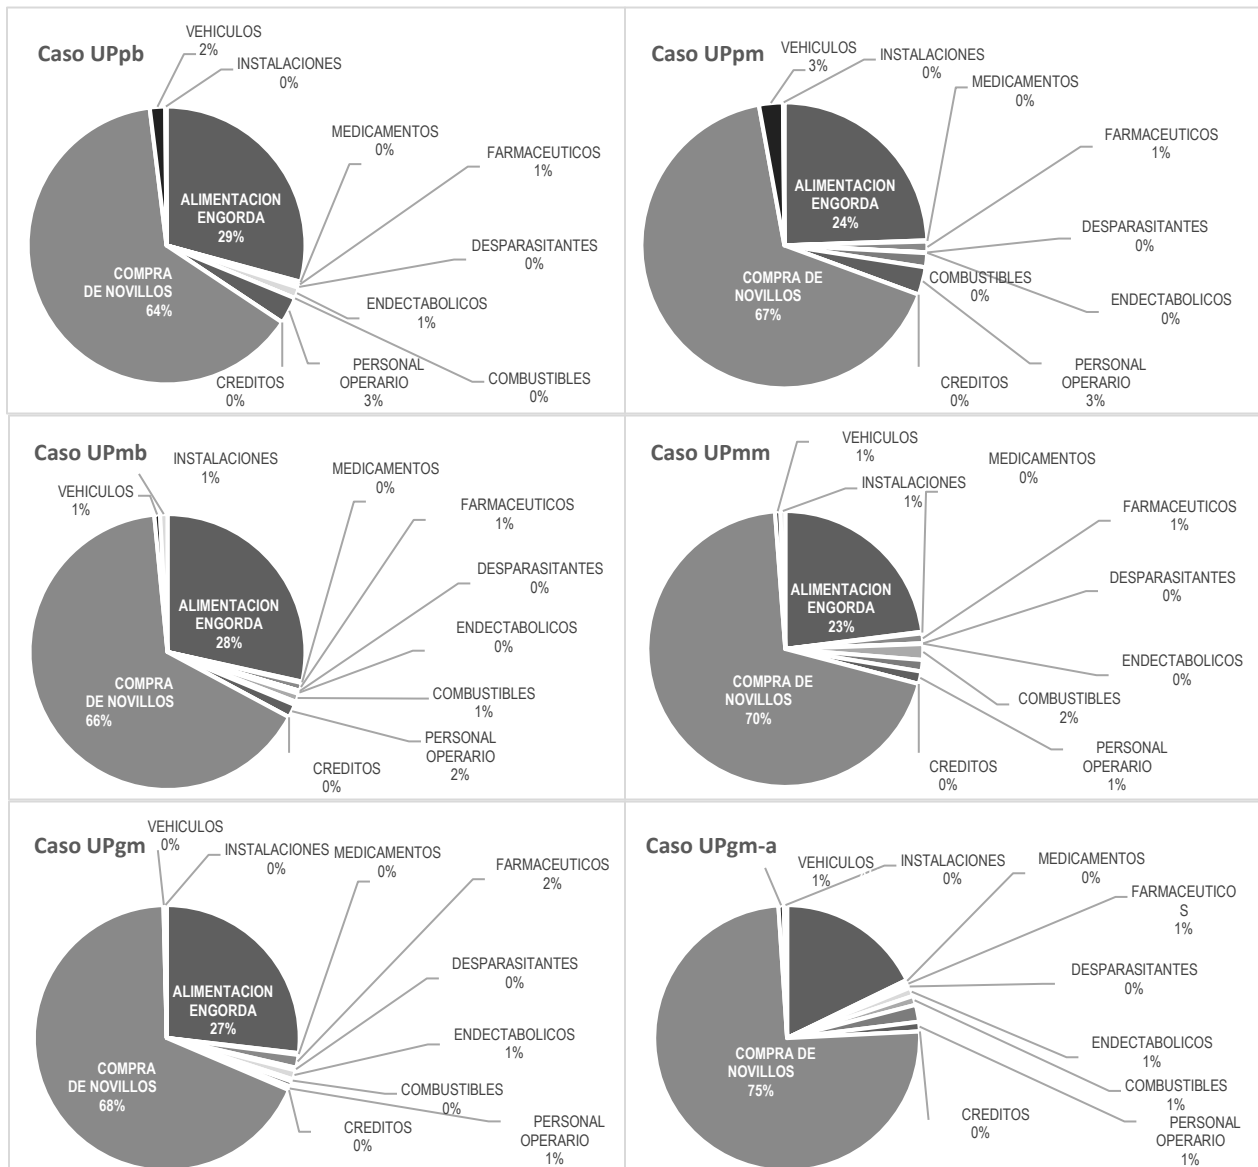 Caso UPpb
VEHICULOS
2%
INSTALACIONES
0%
MEDICAMENTOS
0%
FARMACEUTICOS
1%
ALIMENTACION
ENGORDA
29%
DESPARASITANTES
0%
COMPRA
DE NOVILLOS
64%
ENDECTABOLICOS
1%
PERSONAL
OPERARIO
3%
COMBUSTIBLES
0%
CREDITOS
0%
Caso UPpm
VEHICULOS
3%
INSTALACIONES
0%
MEDICAMENTOS
0%
FARMACEUTICOS
1%
ALIMENTACION
ENGORDA
24%
DESPARASITANTES
0%
COMPRA DE
NOVILLOS
67%
COMBUSTIBLES
0%
ENDECTABOLICOS
0%
PERSONAL
OPERARIO
3%
CREDITOS
0%
Caso UPmb
INSTALACIONES
1%
VEHICULOS
1%
MEDICAMENTOS
0%
FARMACEUTICOS
1%
DESPARASITANTES
0%
ALIMENTACION
ENGORDA
28%
ENDECTABOLICOS
0%
COMPRA
DE NOVILLOS
66%
COMBUSTIBLES
1%
PERSONAL
OPERARIO
2%
CREDITOS
0%
Caso UPmm
VEHICULOS
1%
INSTALACIONES
1%
MEDICAMENTOS
0%
FARMACEUTICOS
1%
DESPARASITANTES
0%
ALIMENTACION
ENGORDA
23%
ENDECTABOLICOS
0%
COMPRA DE
NOVILLOS
70%
COMBUSTIBLES
2%
PERSONAL
OPERARIO
1%
CREDITOS
0%
Caso UPgm
VEHICULOS
0%
INSTALACIONES
0%
MEDICAMENTOS
0%
FARMACEUTICOS
2%
DESPARASITANTES
0%
ALIMENTACION
ENGORDA
27%
ENDECTABOLICOS
1%
COMPRA
DE NOVILLOS
68%
COMBUSTIBLES
0%
CREDITOS
0%
PERSONAL
OPERARIO
1%
Caso UPgm-a
VEHICULOS
1%
INSTALACIONES
0%
MEDICAMENTOS
0%
FARMACEUTICO
S
1%
DESPARASITANTES
0%
ENDECTABOLICOS
1%
COMPRA DE
NOVILLOS
75%
COMBUSTIBLES
1%
CREDITOS
0%
PERSONAL
OPERARIO
1%